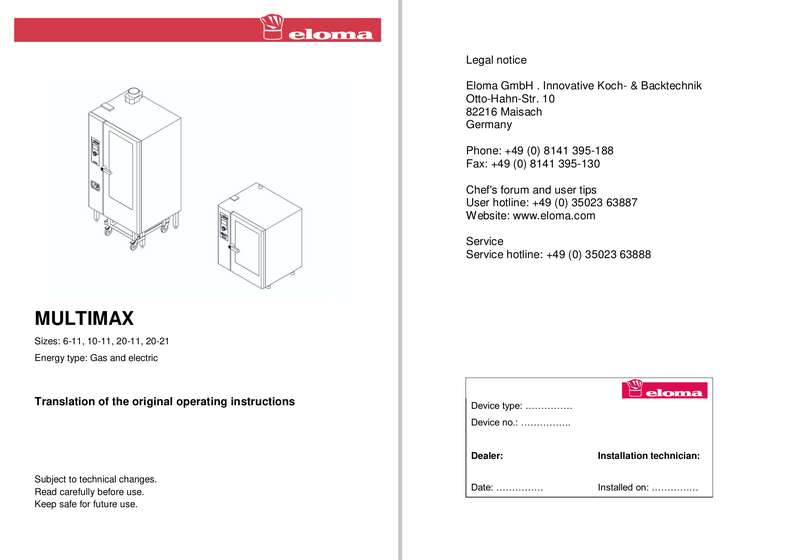 eloma
MULTIMAX
Sizes: 6-11, 10-11, 20-11, 20-21
Energy type: Gas and electric
Translation of the original operating instructions
Subject to technical changes.
Read carefully before use.
Keep safe for future use.
Legal notice
Eloma GmbH . Innovative Koch- & Backtechnik
Otto-Hahn-Str. 10
82216 Maisach
Germany
Phone: +49 (0) 8141 395-188
Fax: +49 (0) 8141 395-130
Chef's forum and user tips
User hotline: +49 (0) 35023 63887
Website: www.eloma.com
Service
Service hotline: +49 (0) 35023 63888
eloma
Device type: ……………
Device no.: …………….
Dealer: Installation technician:
Date: …………… Installed on: ……………